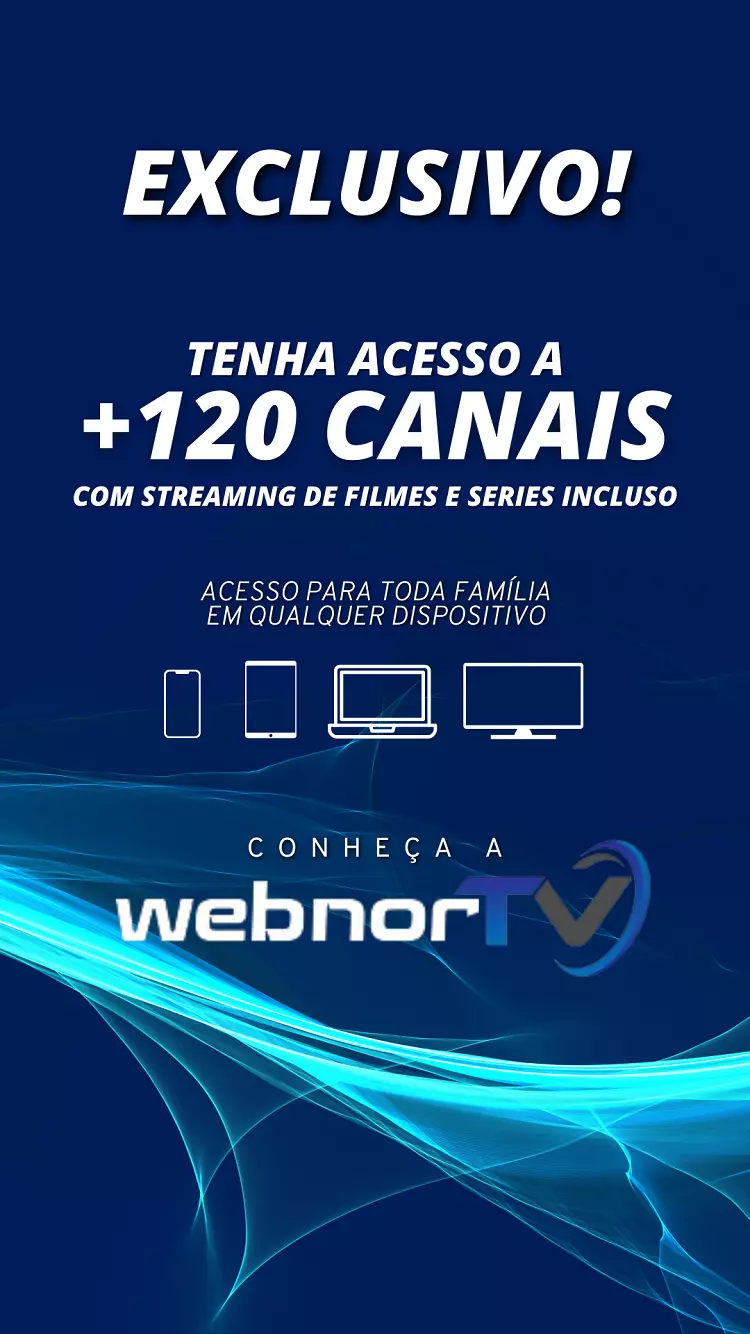 EXCLUSIVO!
TENHA ACESSO A
+120 CANAIS
COM STREAMING DE FILMES E SERIES INCLUSO
ACESSO PARA TODA FAMÍLIA
EM QUALQUER DISPOSITIVO
CONHEÇA A
webnorTV